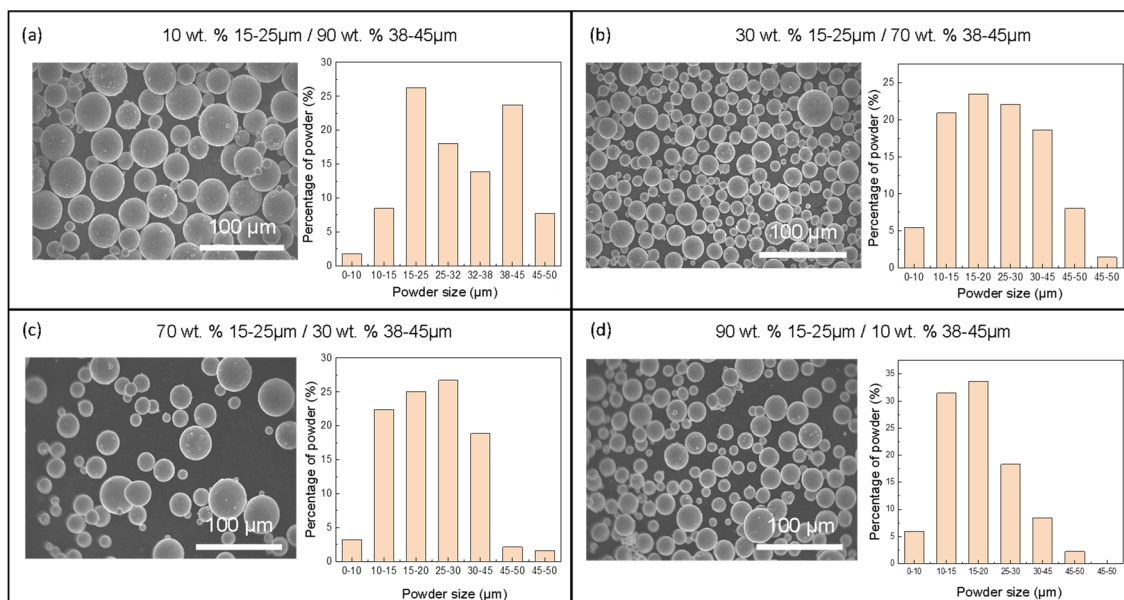 (a)
10 wt. % 15-25µm / 90 wt.% 38-45µm
100 µm
Percentage of powder (%)
30
25
20
15
10
5
0
0-10 10-15 15-25 25-32 32-38 38-45 45-50
Powder size (µm)
(b)
30 wt. % 15-25µm / 70 wt.% 38-45µm
100 µm
Percentage of powder (%)
25
20
15
10
5
0
0-10 10-15 15-20 25-30 30-45 45-50 45-50
Powder size (µm)
(c)
70 wt. % 15-25µm / 30 wt. % 38-45µm
100 µm
Percentage of powder (%)
30
25
20
15
10
5
0
0-10 10-15 15-20 25-30 30-45 45-50 45-50
Powder size (µm)
(d)
90 wt. % 15-25µm / 10 wt. % 38-45µm
100 µm
Percentage of powder (%)
35
30
25
20
15
10
5
0
0-10 10-15 15-20 25-30 30-45 45-50 45-50
Powder size (µm)